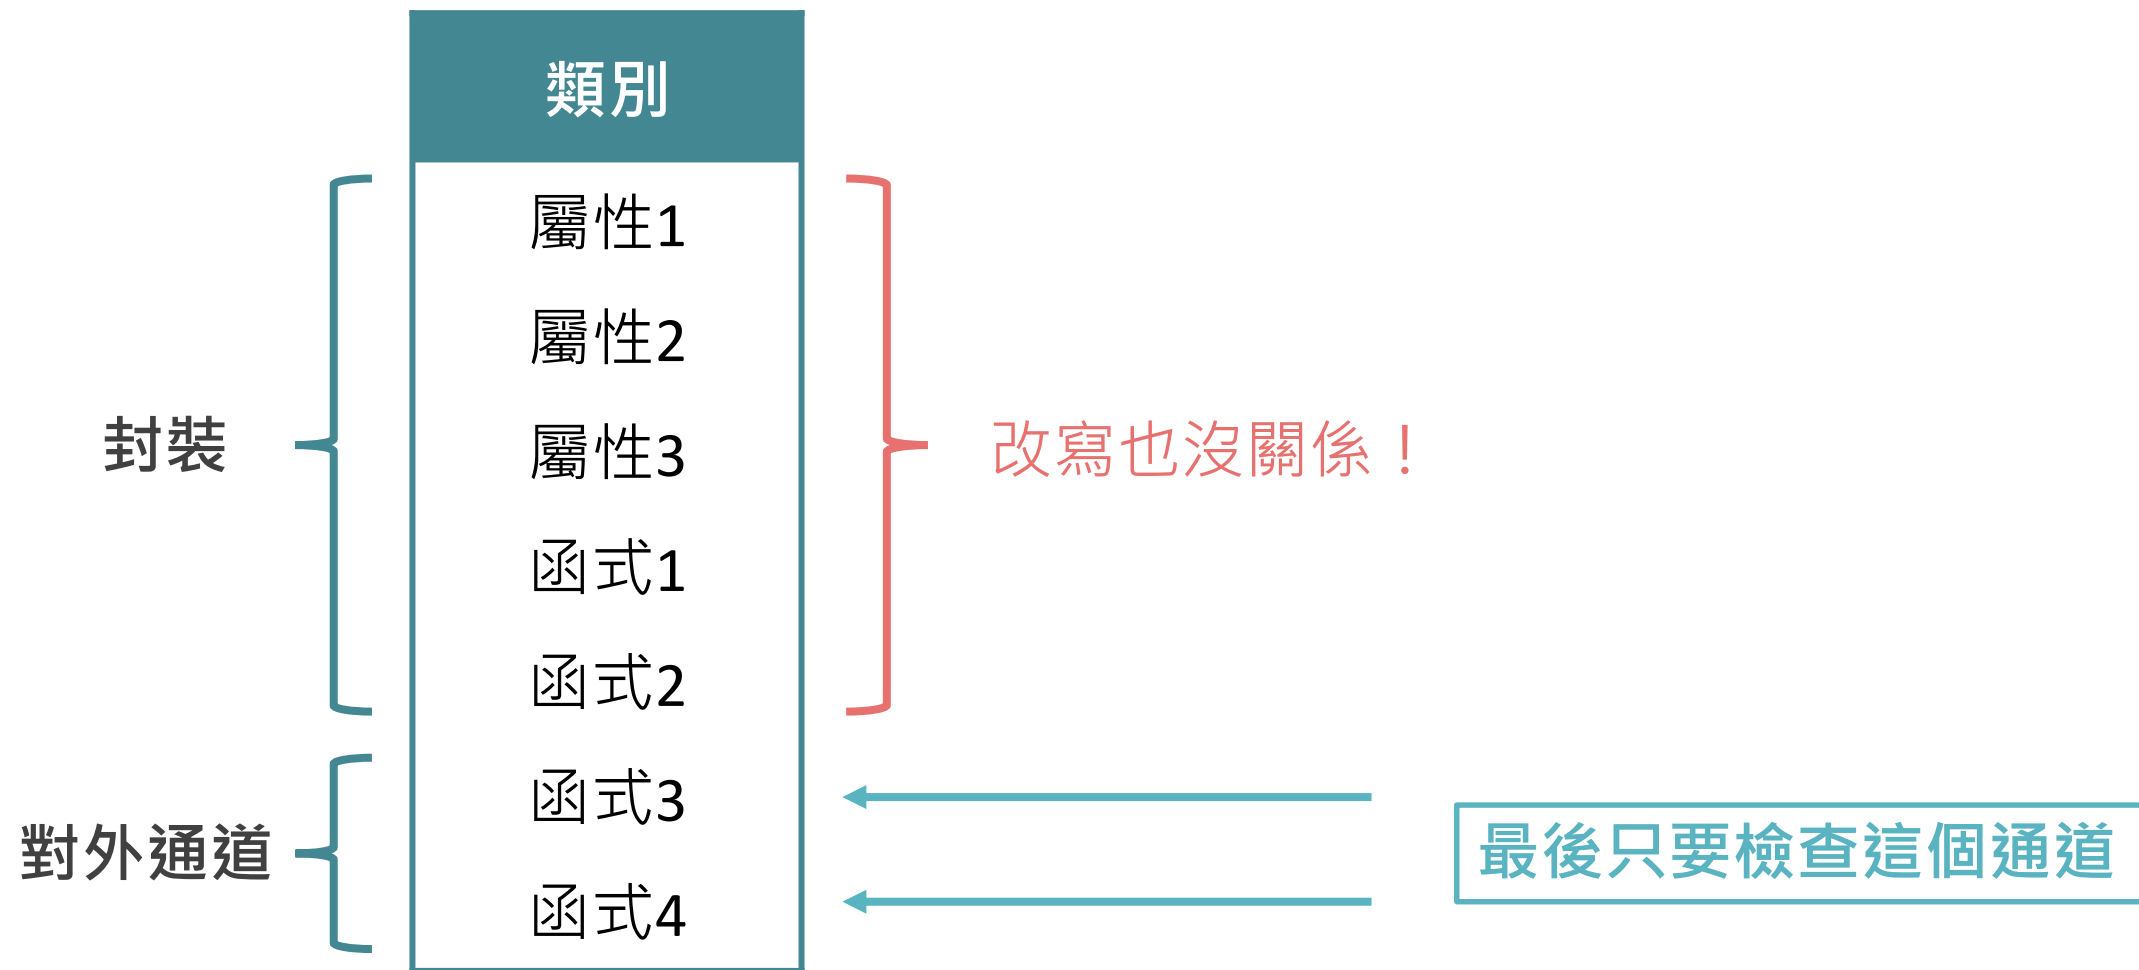 類別
屬性1
屬性2
屬性3
函式1
函式2
函式3
函式4
封裝
對外通道
改寫也沒關係！
最後只要檢查這個通道